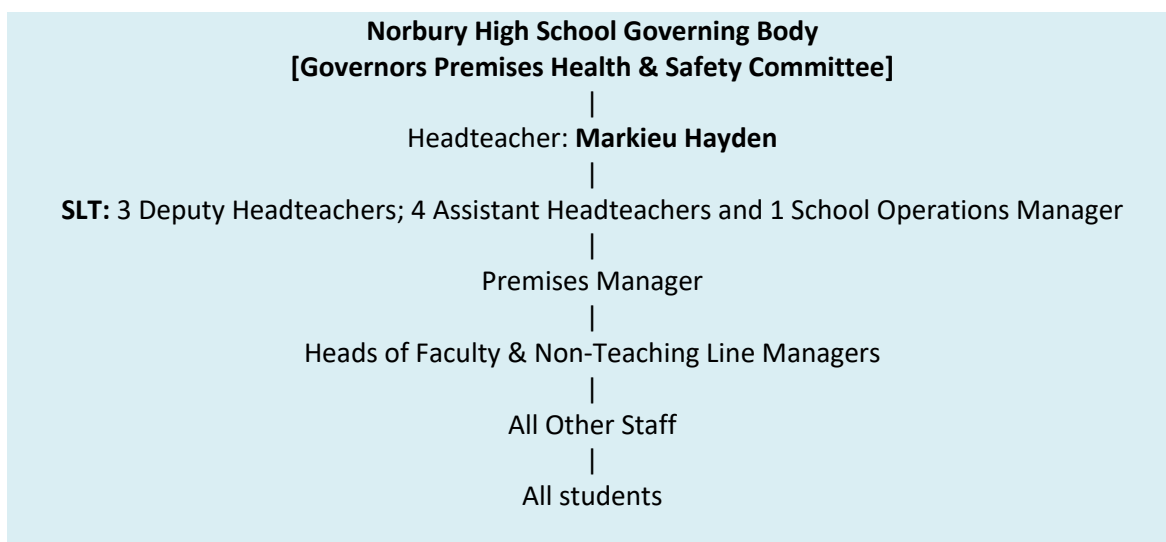 Norbury High School Governing Body
[Governors Premises Health & Safety Committee]
|
Headteacher: Markieu Hayden
|
SLT: 3 Deputy Headteachers; 4 Assistant Headteachers and 1 School Operations Manager
|
Premises Manager
|
Heads of Faculty & Non-Teaching Line Managers
|
All Other Staff
|
All students